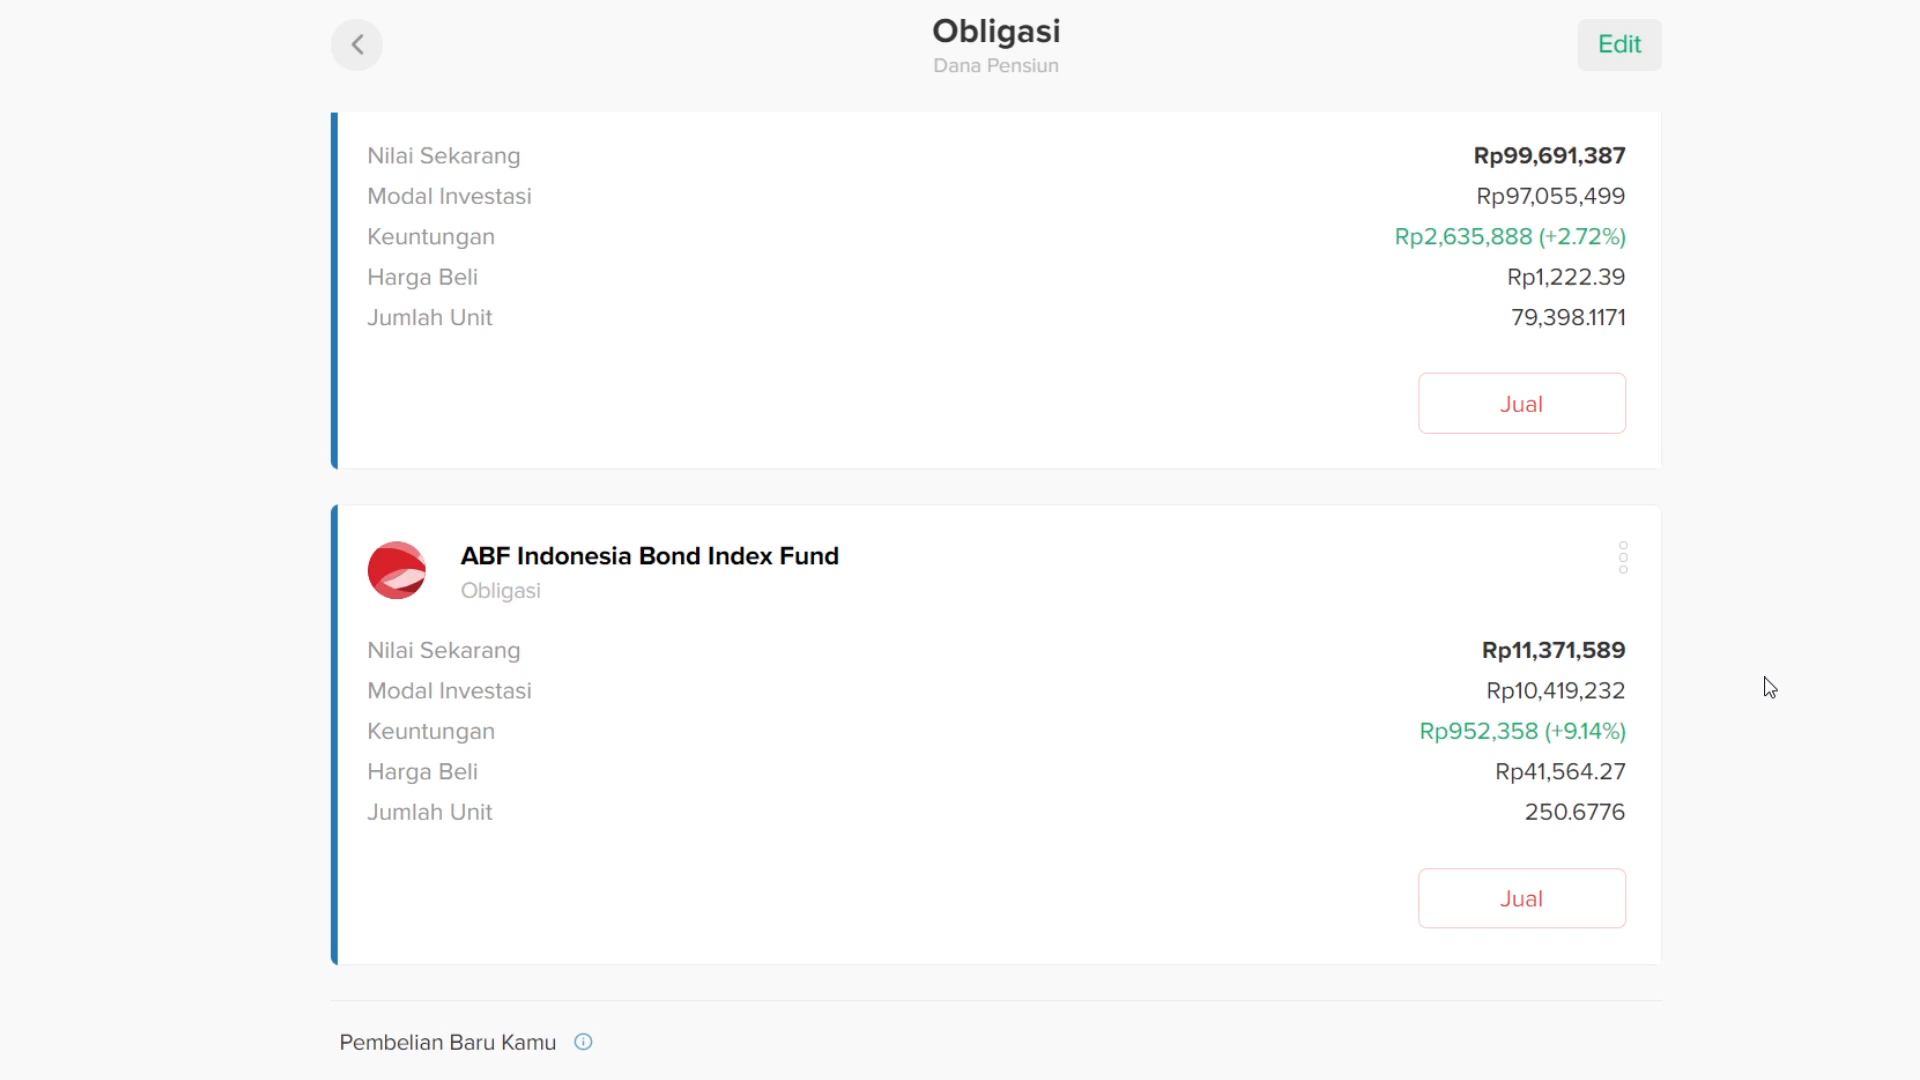 Obligasi
Dana Pensiun
Edit
Nilai Sekarang Rp99,691,387
Modal Investasi Rp97,055,499
Keuntungan Rp2,635,888 (+2.72%)
Harga Beli Rp1,222.39
Jumlah Unit 79,398.1171
Jual
ABF Indonesia Bond Index Fund
Obligasi
Nilai Sekarang Rp11,371,589
Modal Investasi Rp10,419,232
Keuntungan Rp952,358 (+9.14%)
Harga Beli Rp41,564.27
Jumlah Unit 250.6776
Jual
Pembelian Baru Kamu